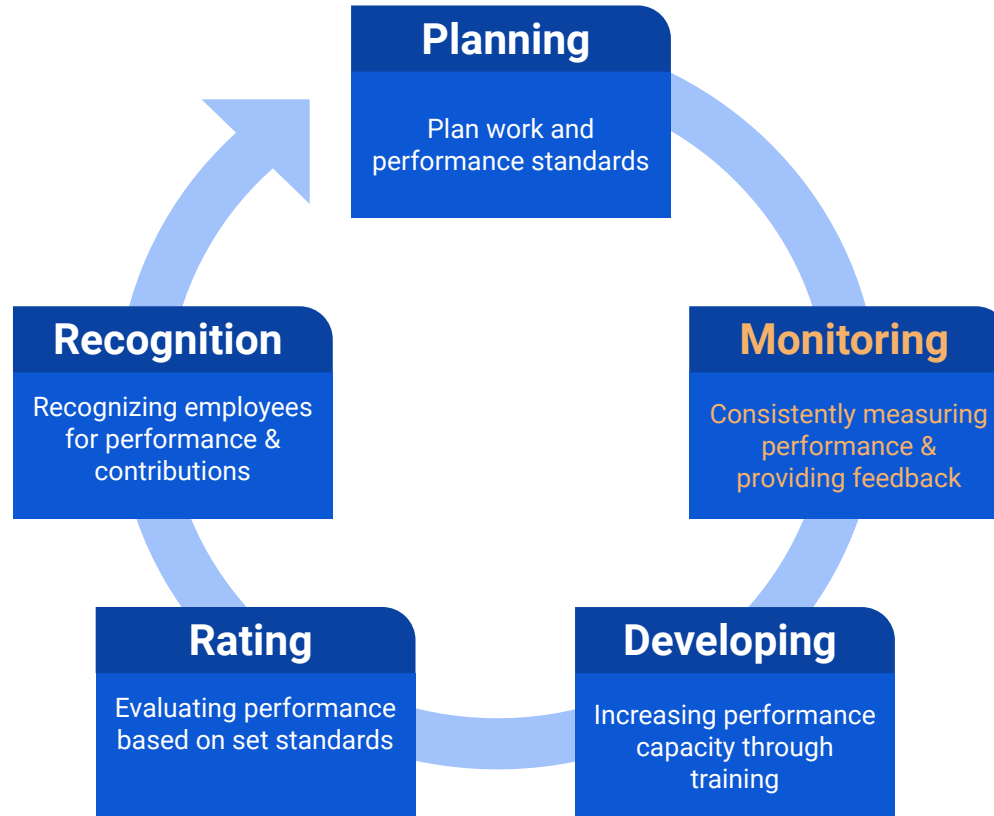 Planning
Plan work and
performance standards
Recognition
Recognizing employees
for performance &
contributions
Monitoring
Consistently measuring
performance &
providing feedback
Rating
Evaluating performance
based on set standards
Developing
Increasing performance
capacity through
training